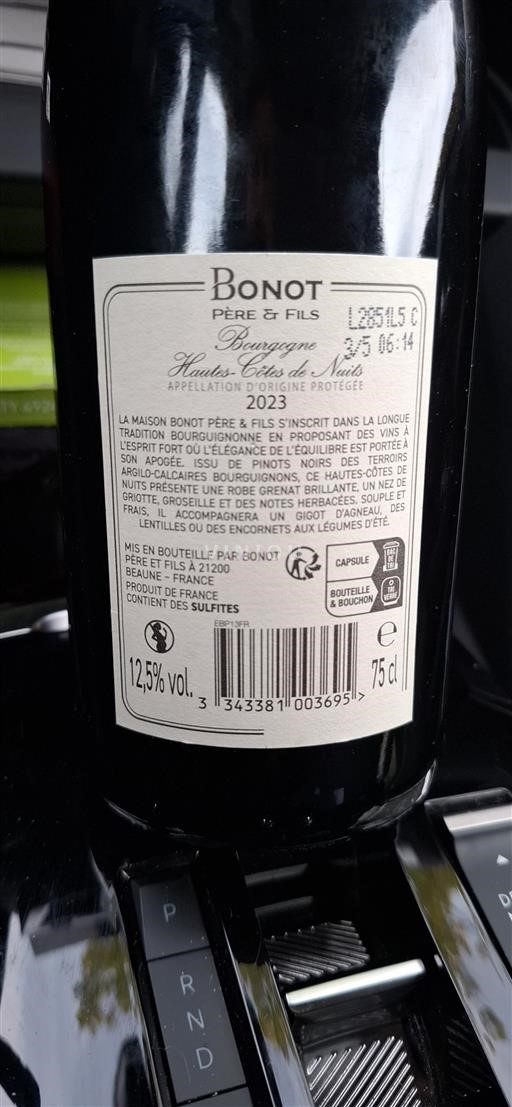 BONOT
PÈRE & FILS
L2851L5 C
3/5 06:14
Bourgogne
Hautes-Côtes de Nuits
APPELLATION D'ORIGINE PROTÉGÉE
2023
LA MAISON BONOT PÈRE & FILS S'INSCRIT DANS LA LONGUE
TRADITION BOURGUIGNONNE EN PROPOSANT DES VINS À
L'ESPRIT FORT OÙ L'ÉLÉGANCE DE L'ÉQUILIBRE EST PORTÉE À
SON APOGÉE. ISSU DE PINOTS NOIRS DES TERROIRS
ARGILO-CALCAIRES BOURGUIGNONS, CE HAUTES-CÔTES DE
NUITS PRÉSENTE UNE ROBE GRENAT BRILLANTE, UN NEZ DE
GRIOTTE, GROSEILLE ET DES NOTES HERBACÉES. SOUPLE ET
FRAIS, IL ACCOMPAGNERA UN GIGOT D'AGNEAU, DES
LENTILLES OU DES ENCORNETS AUX LÉGUMES D'ÉTÉ.
MIS EN BOUTEILLE PAR BONOT
PÈRE ET FILS À 21200
BEAUNE - FRANCE
PRODUIT DE FRANCE
CONTIENT DES SULFITES
CAPSULE
BAC
DE
TRI
BOUTEILLE
& BOUCHON
TRI
VERRE
EBP13FR
12,5% vol.
3 343381 003695 >
e
75 cl
P
R
N
D